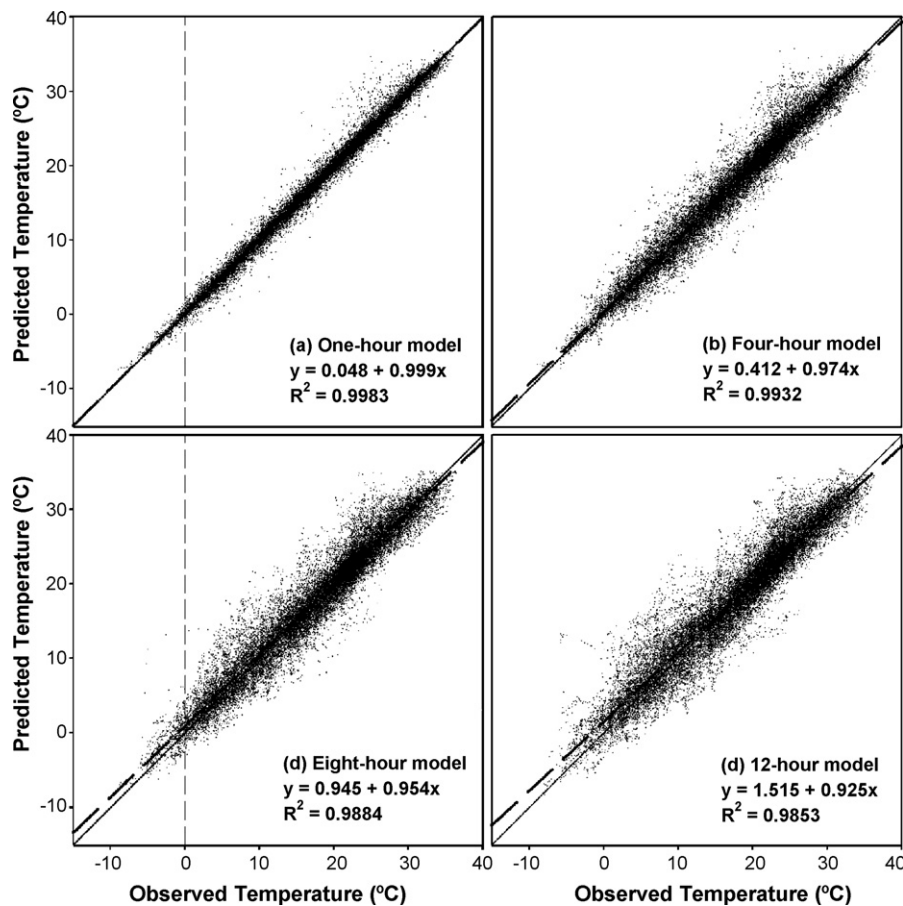 40
30
20
10
0
-10
Predicted Temperature (ºC)
(a) One-hour model
y = 0.048 + 0.999x
R² = 0.9983
(b) Four-hour model
y = 0.412 + 0.974x
R² = 0.9932
40
30
20
10
0
-10
Predicted Temperature (ºC)
(d) Eight-hour model
y = 0.945 + 0.954x
R² = 0.9884
(d) 12-hour model
y = 1.515 + 0.925x
R² = 0.9853
0 10 20 30 40
0 10 20 30 40
Observed Temperature (ºC)
Observed Temperature (ºC)